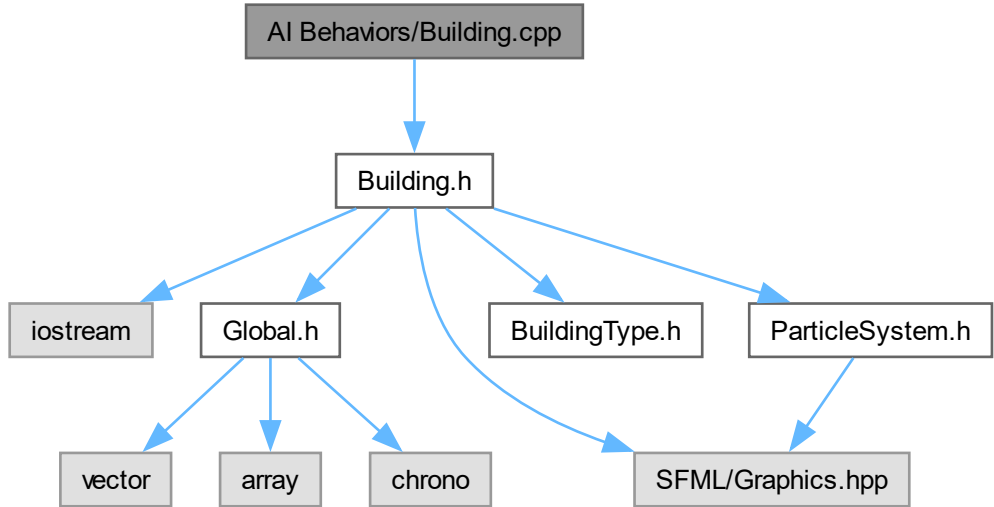 AI Behaviors/Building.cpp
Building.h
iostream
Global.h
BuildingType.h
ParticleSystem.h
vector
array
chrono
SFML/Graphics.hpp